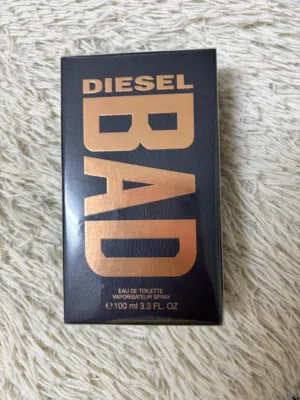 DIESEL
BAD
EAU DE TOILETTE
VAPORISATEUR SPRAY
℮100 ml 3.3 FL. OZ